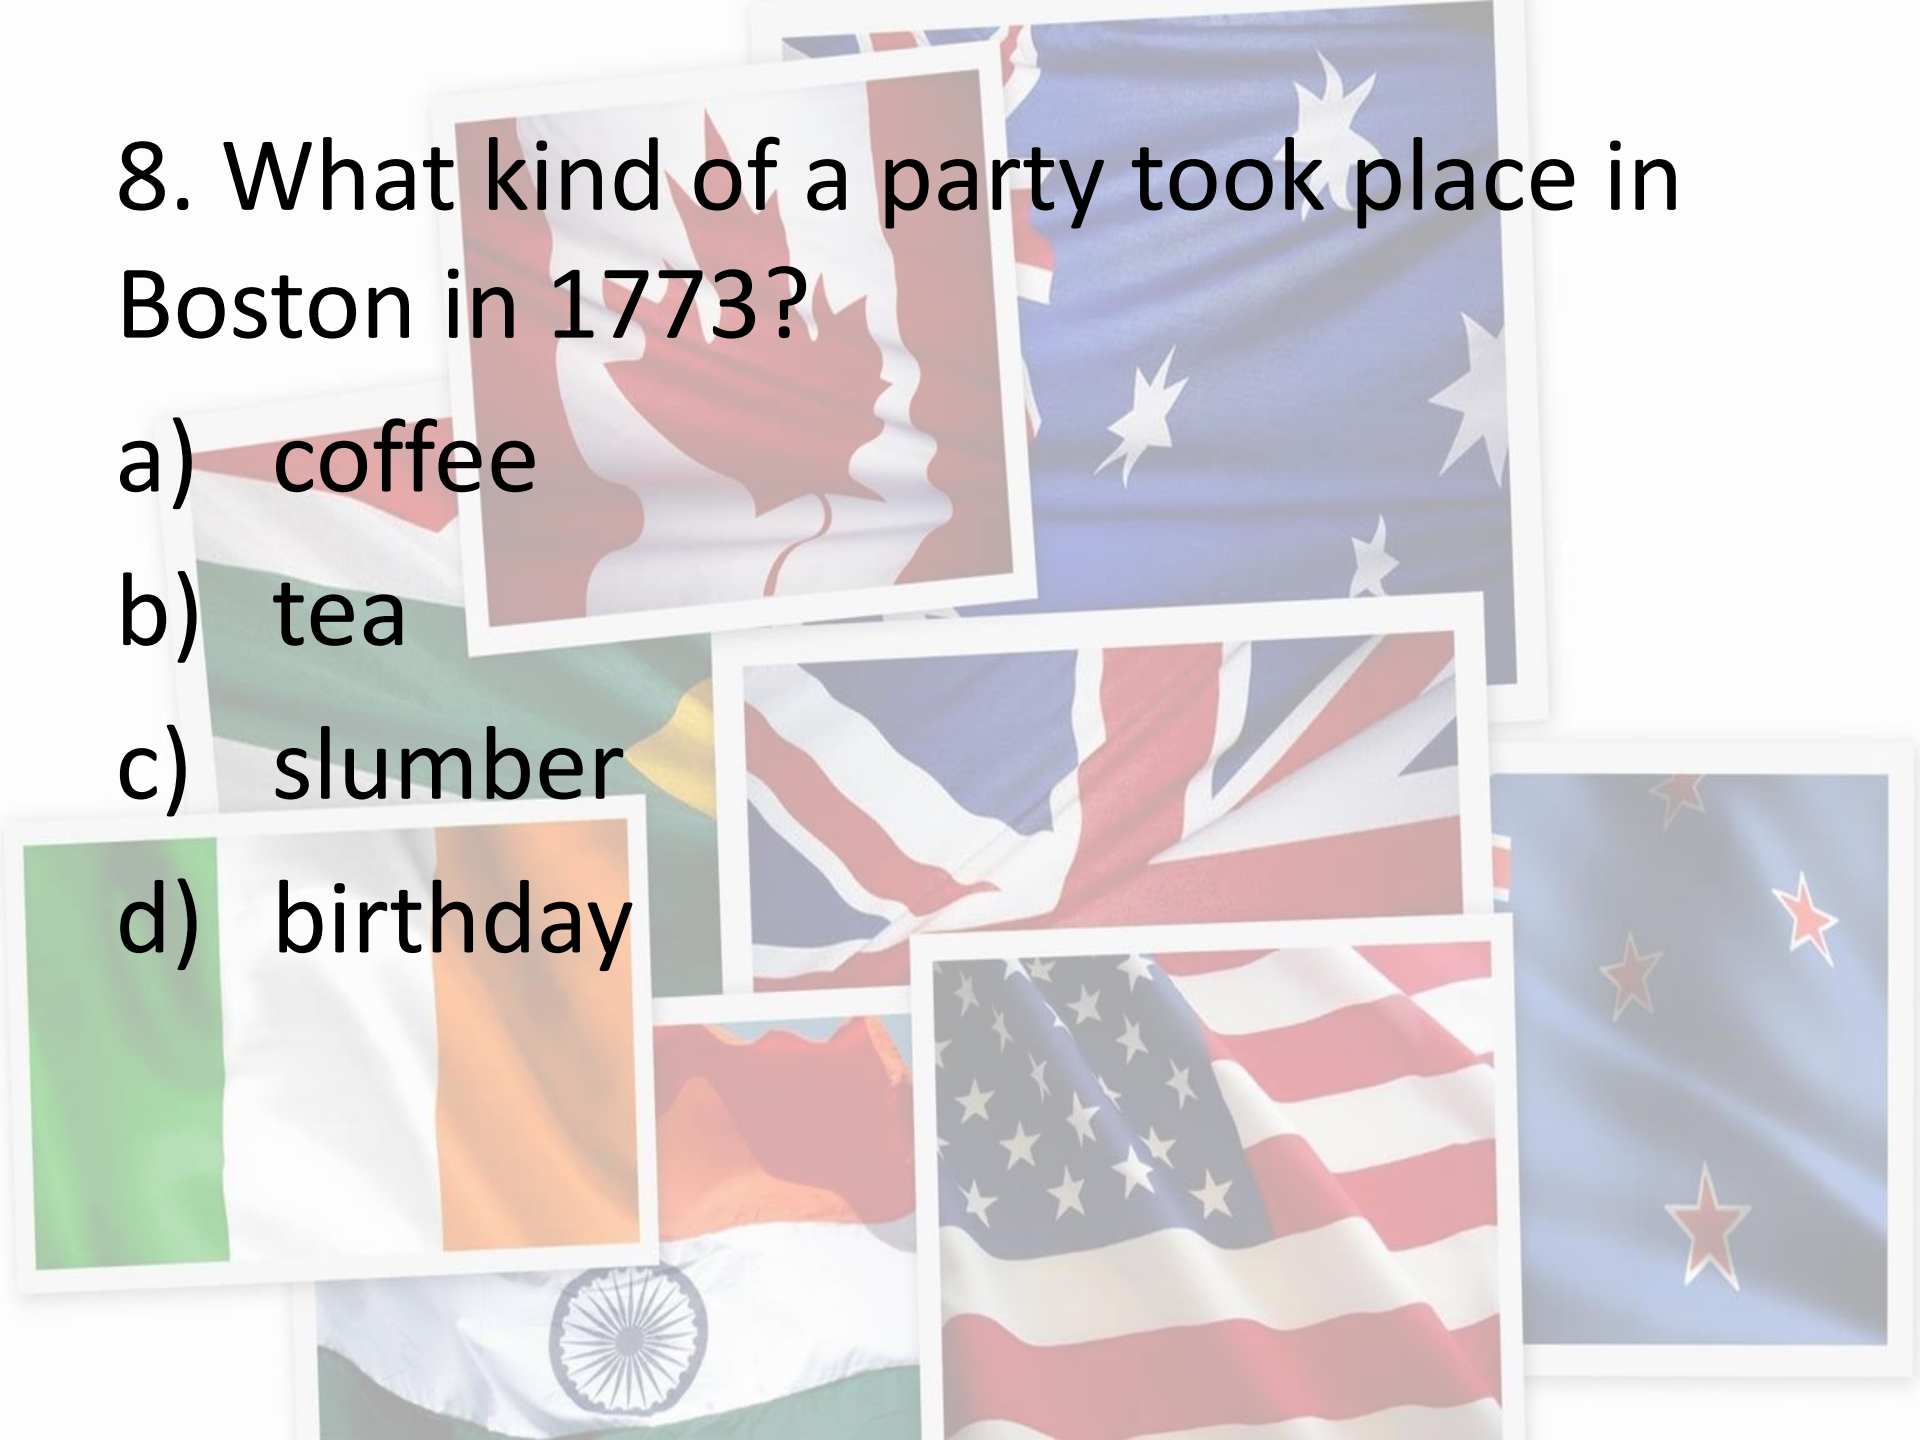 8. What kind of a party took place in
Boston in 1773?
a) coffee
b) tea
c) slumber
d) birthday